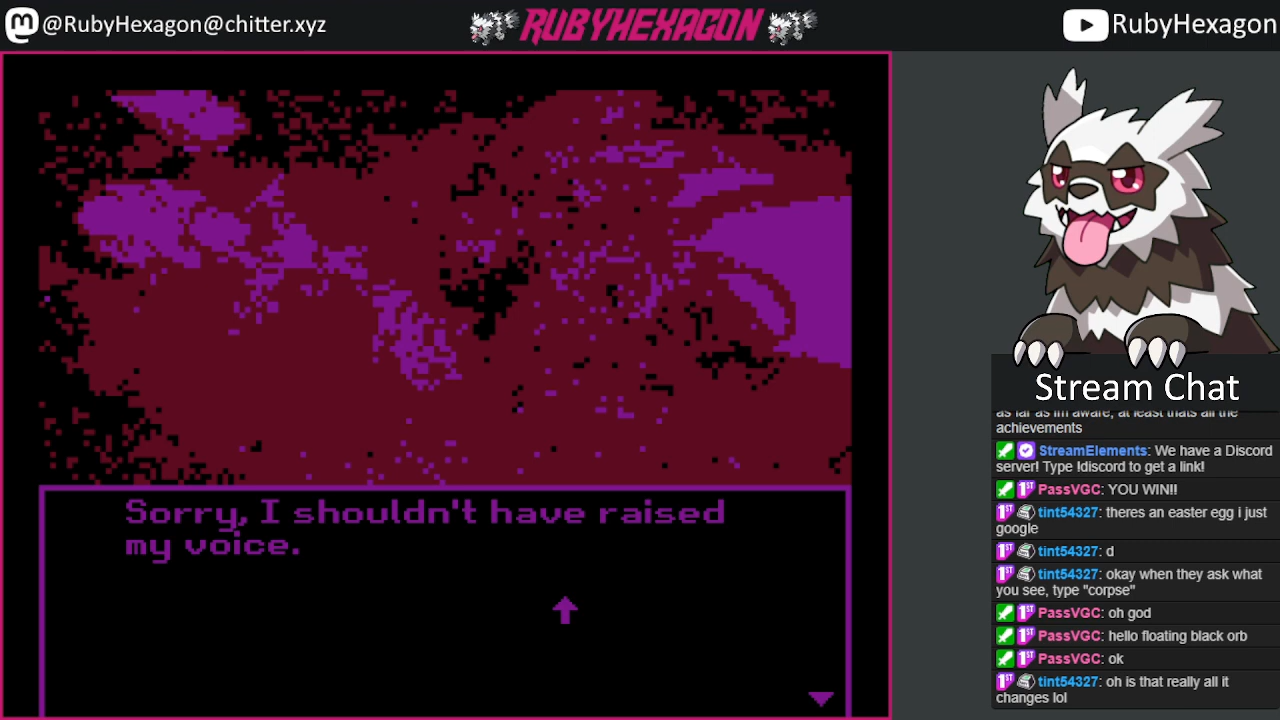 @RubyHexagon@chitter.xyz
RUBYHEXAGON
RubyHexagon
Sorry, I shouldn't have raised
my voice.
Stream Chat
as far as im aware, at least thats all the
achievements
StreamElements: We have a Discord
server! Type !discord to get a link!
PassVGC: YOU WIN!!
tint54327: theres an easter egg i just
google
tint54327: d
tint54327: okay when they ask what
you see, type "corpse"
PassVGC: oh god
PassVGC: hello floating black orb
PassVGC: ok
tint54327: oh is that really all it
changes lol